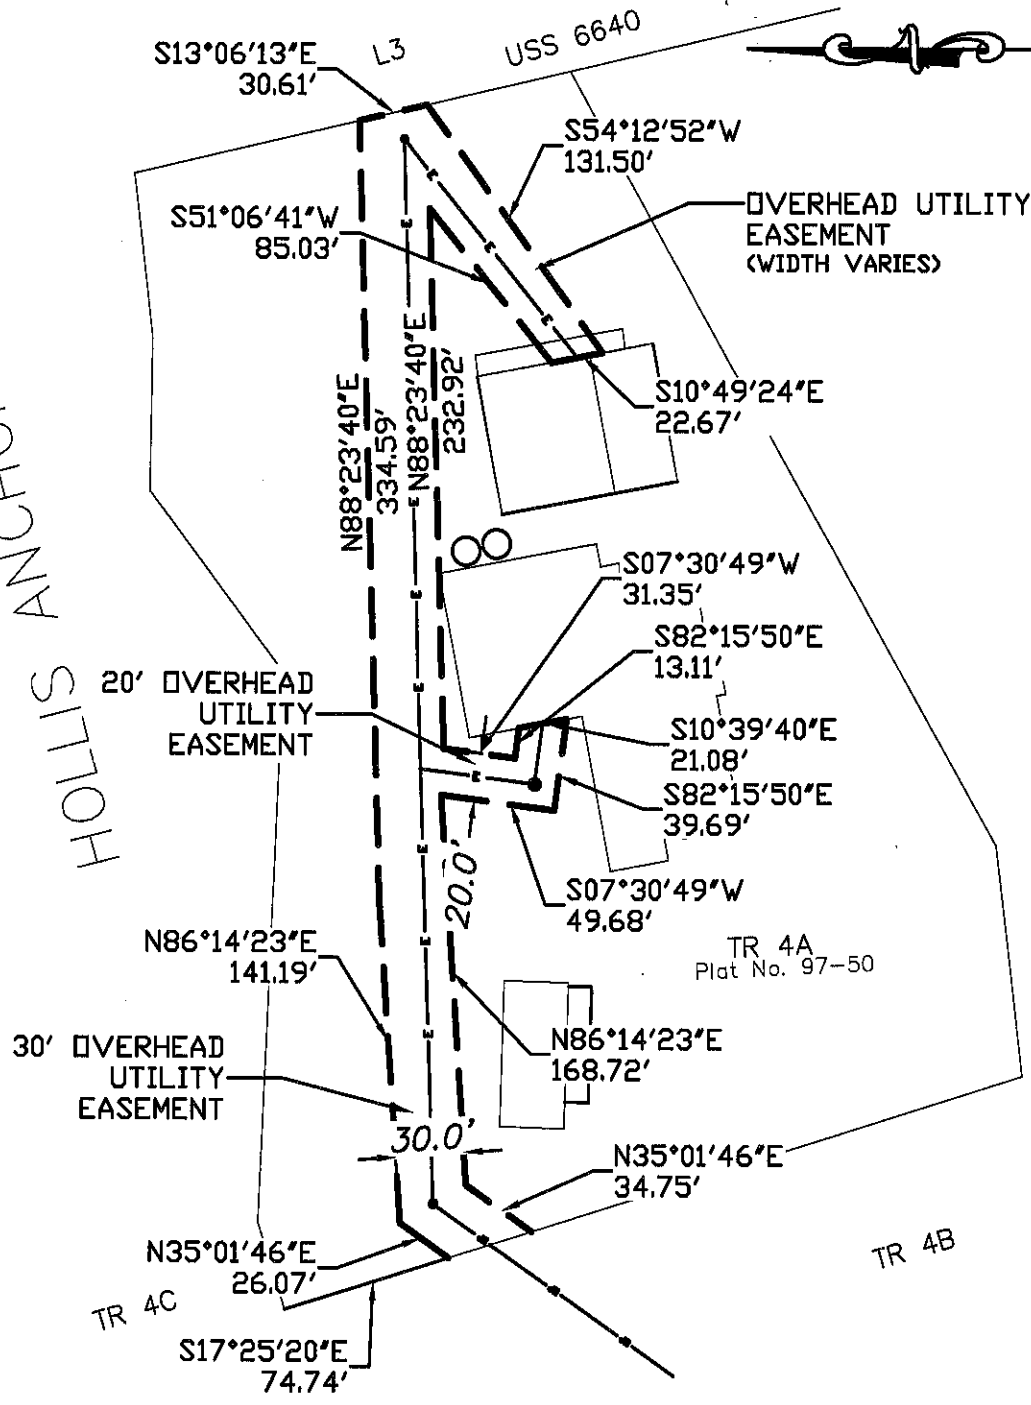 S13°06'13"E
30.61'
L3
USS 6640
S54°12'52"W
131.50'
S51°06'41"W
85.03'
OVERHEAD UTILITY
EASEMENT
(WIDTH VARIES)
N88°23'40"E
334.59'
N88°23'40"E
232.92'
S10°49'24"E
22.67'
S07°30'49"W
31.35'
S82°15'50"E
13.11'
HOLLIS
20' OVERHEAD
UTILITY
EASEMENT
S10°39'40"E
21.08'
S82°15'50"E
39.69'
20.0'
S07°30'49"W
49.68'
TR 4A
Plat No. 97-50
N86°14'23"E
141.19'
N86°14'23"E
168.72'
30' OVERHEAD
UTILITY
EASEMENT
30.0'
N35°01'46"E
34.75'
N35°01'46"E
26.07'
TR 4B
TR 4C
S17°25'20"E
74.74'
E
E
E
E
E
E
E
E
E
E
E
E
E
E